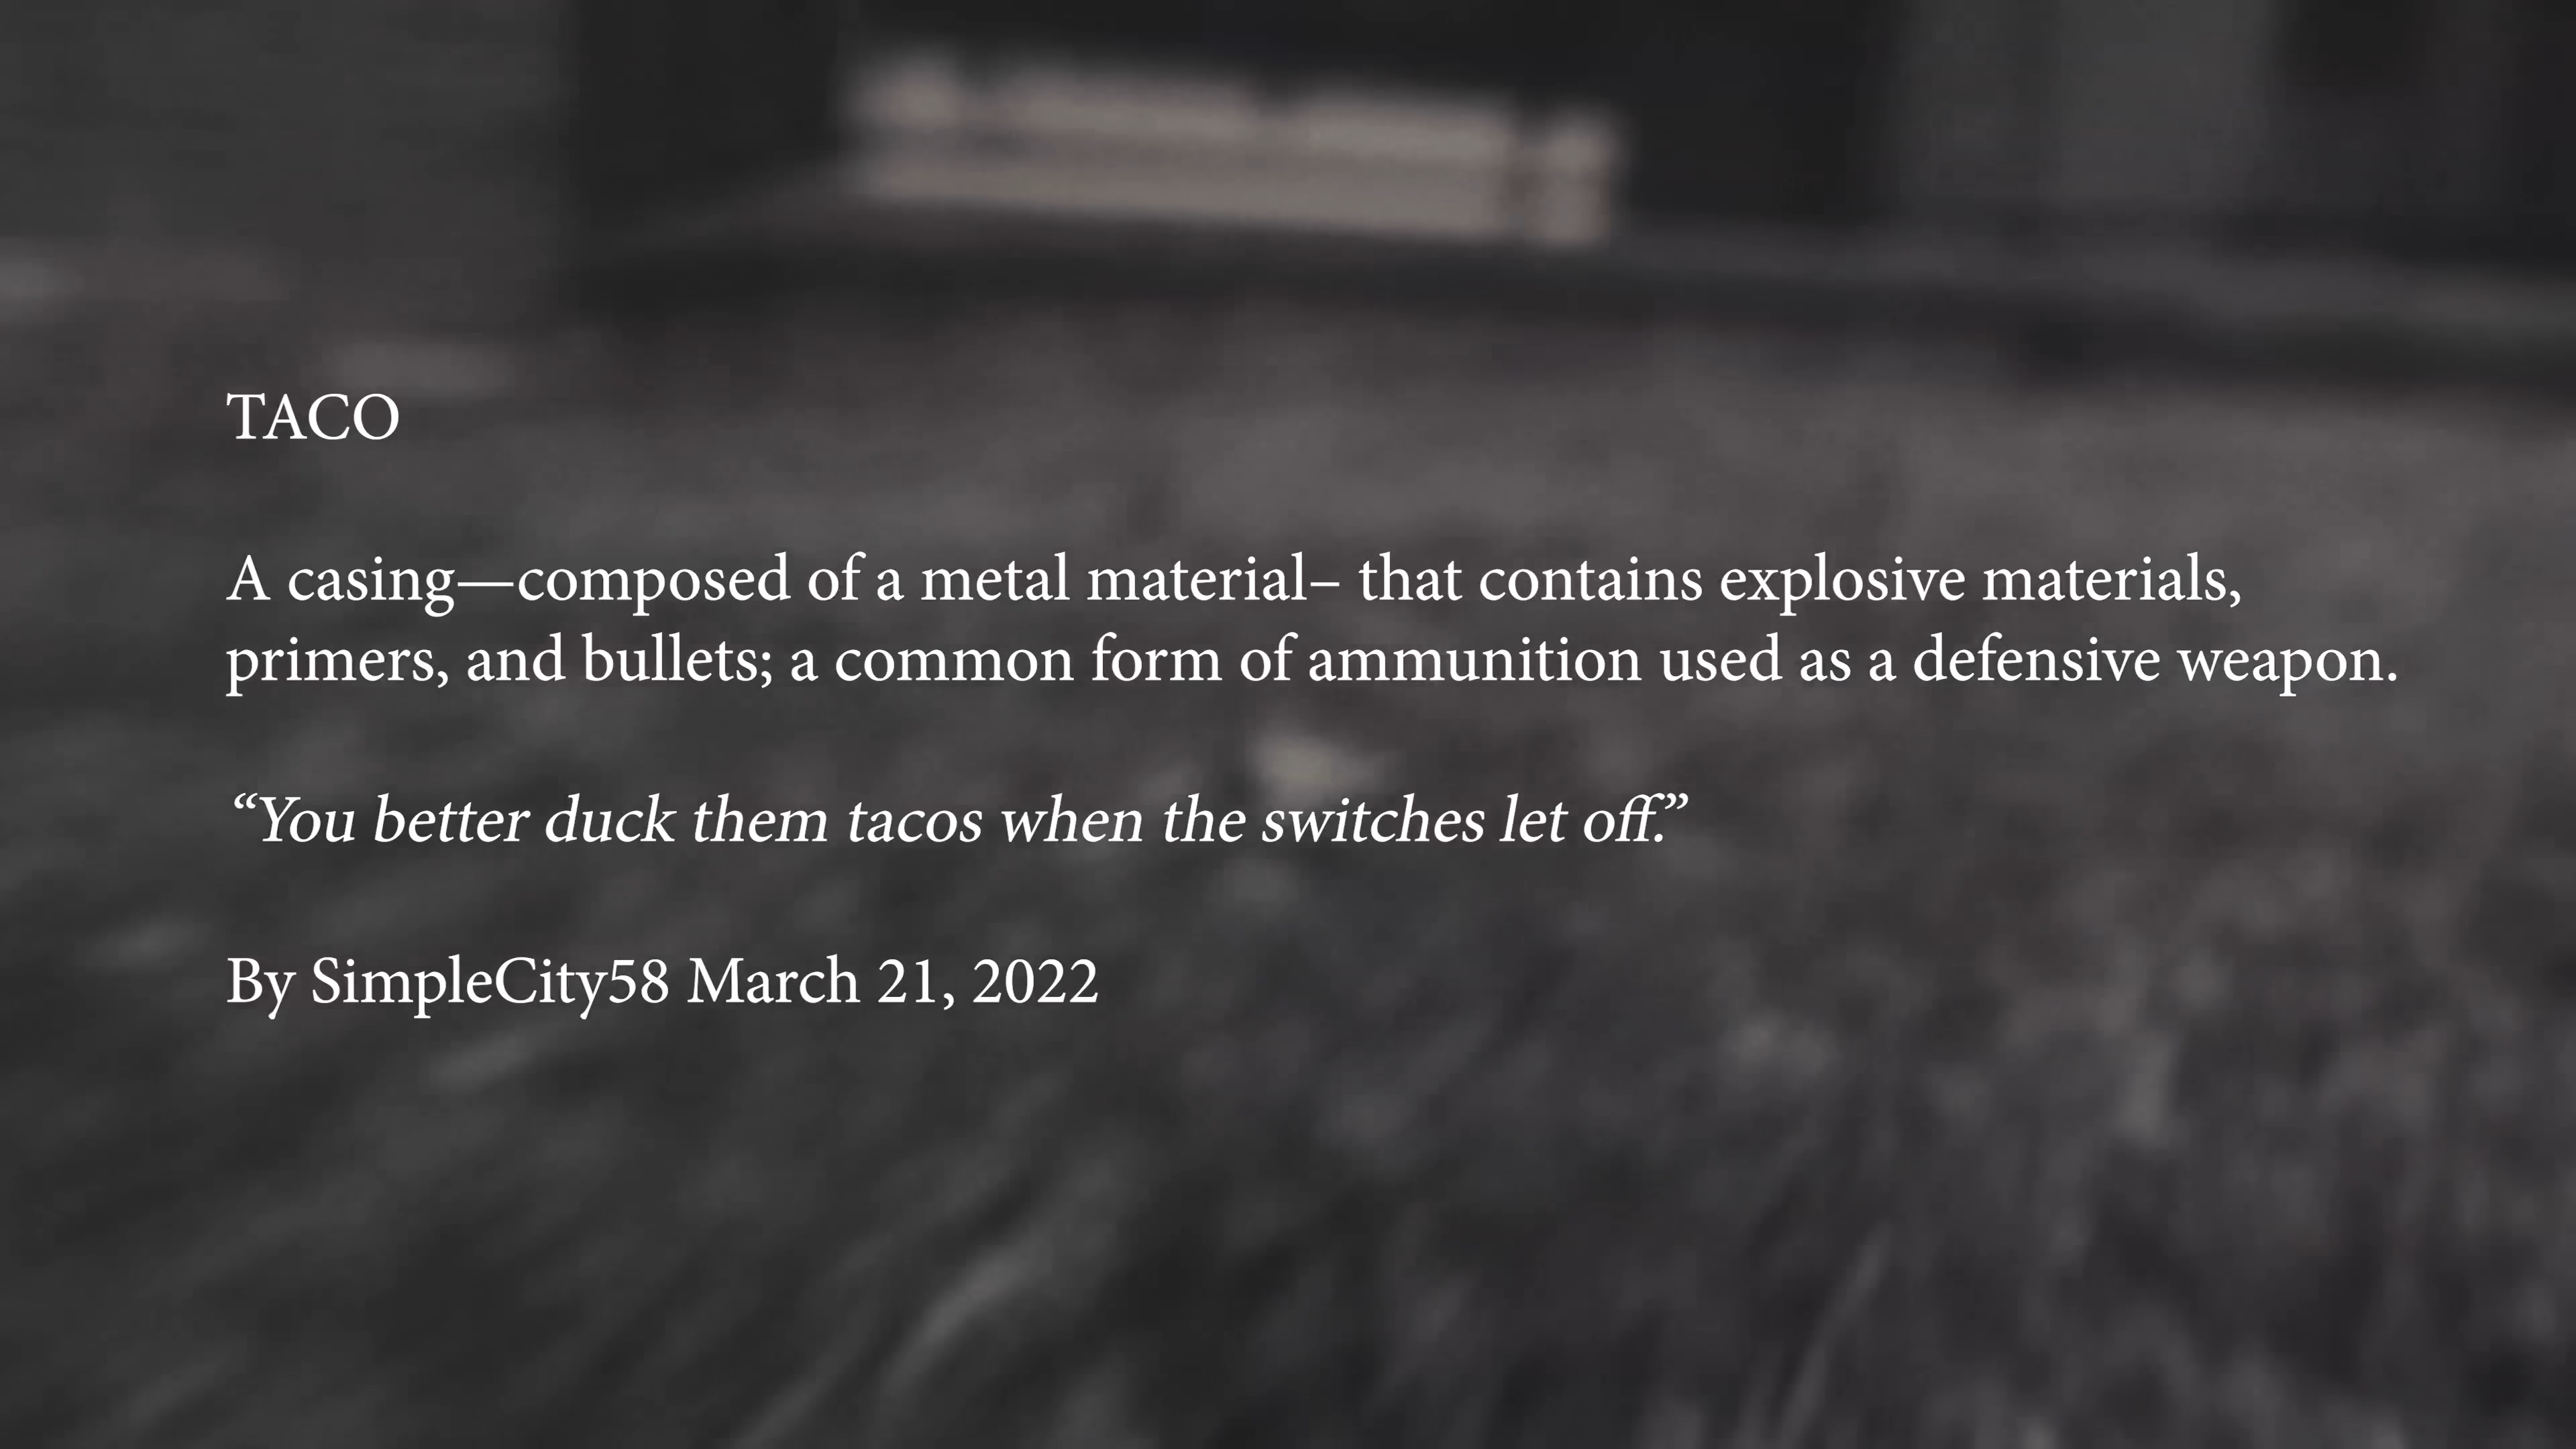 TACO
A casing—composed of a metal material– that contains explosive materials,
primers, and bullets; a common form of ammunition used as a defensive weapon.
“You better duck them tacos when the switches let off.”
By SimpleCity58 March 21, 2022